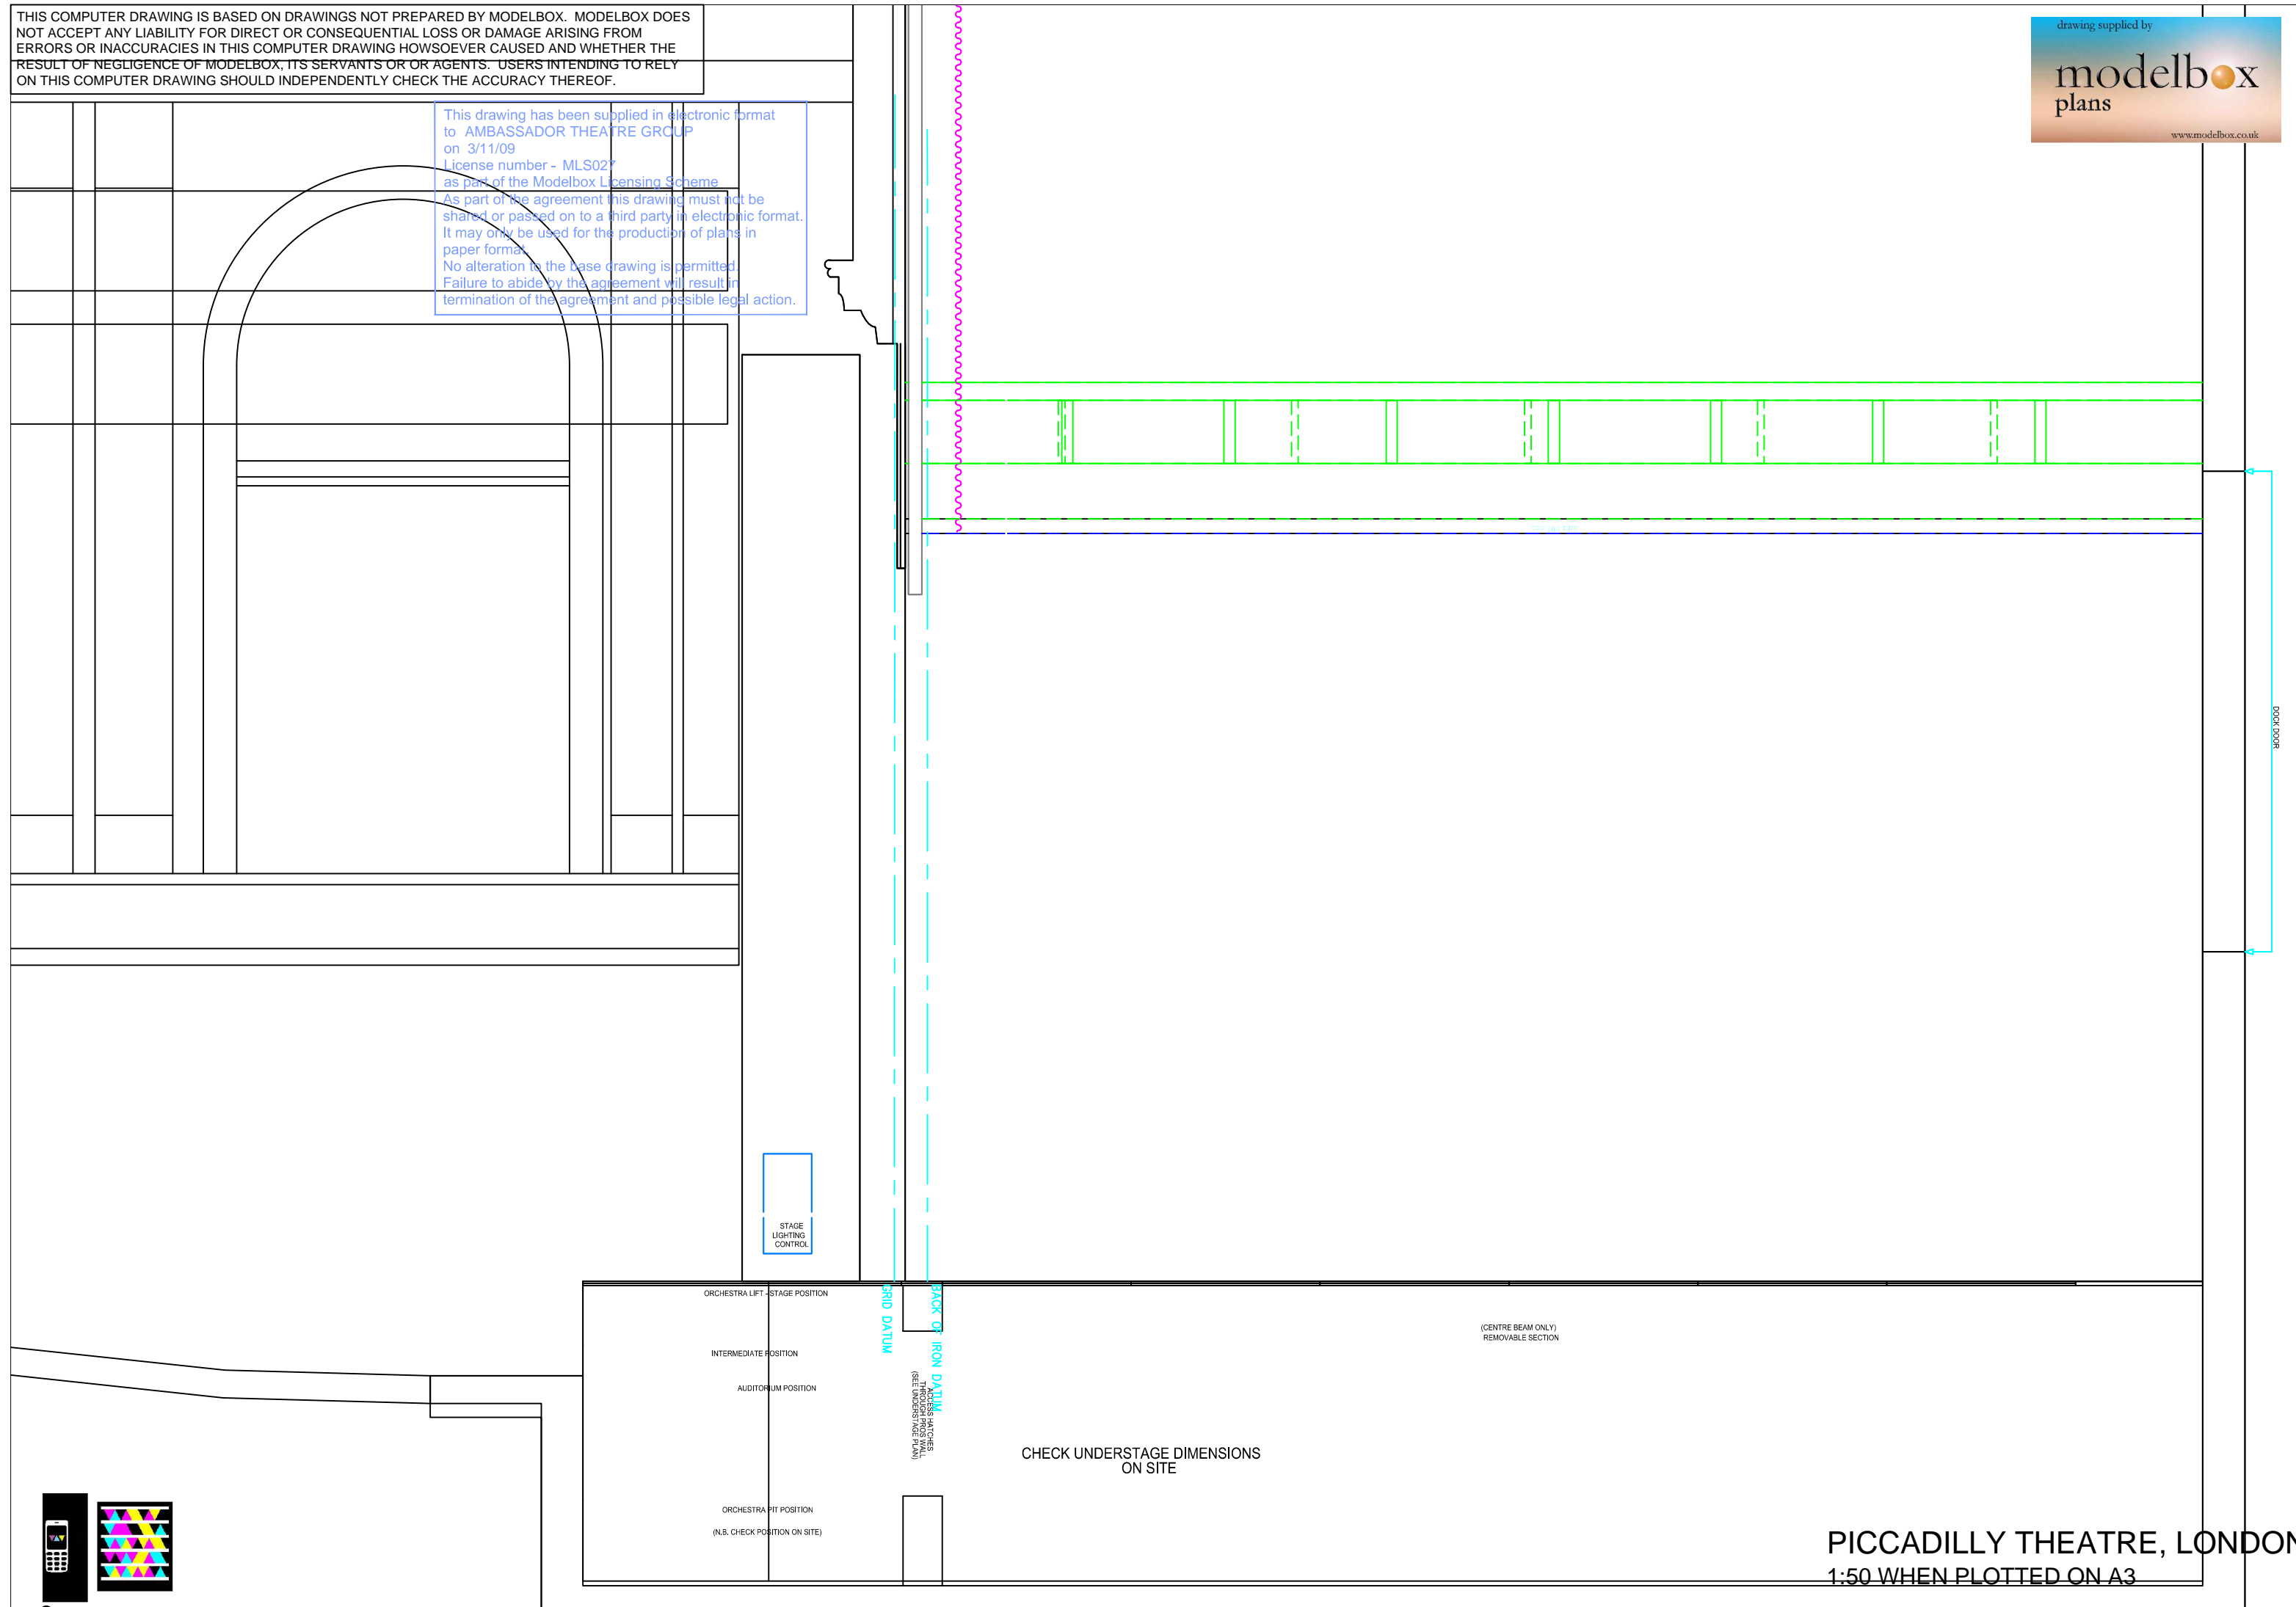 THIS COMPUTER DRAWING IS BASED ON DRAWINGS NOT PREPARED BY MODELBOX. MODELBOX DOES
NOT ACCEPT ANY LIABILITY FOR DIRECT OR CONSEQUENTIAL LOSS OR DAMAGE ARISING FROM
ERRORS OR INACCURACIES IN THIS COMPUTER DRAWING HOWSOEVER CAUSED AND WHETHER THE
RESULT OF NEGLIGENCE OF MODELBOX, ITS SERVANTS OR OR AGENTS. USERS INTENDING TO RELY
ON THIS COMPUTER DRAWING SHOULD INDEPENDENTLY CHECK THE ACCURACY THEREOF.
drawing supplied by
modelbox
plans
www.modelbox.co.uk
This drawing has been supplied in electronic format
to AMBASSADOR THEATRE GROUP
on 3/11/09
License number - MLS027
as part of the Modelbox Licensing Scheme
As part of the agreement this drawing must not be
shared or passed on to a third party in electronic format.
It may only be used for the production of plans in
paper format.
No alteration to the base drawing is permitted.
Failure to abide by the agreement will result in
termination of the agreement and possible legal action.
DOCK DOOR
STAGE
LIGHTING
CONTROL
ORCHESTRA LIFT - STAGE POSITION
GRID DATUM
BACK OF IRON DATUM
INTERMEDIATE POSITION
AUDITORIUM POSITION
(CENTRE BEAM ONLY)
REMOVABLE SECTION
ACCESS HATCHES
THROUGH PROS WALL
(SEE UNDERSTAGE PLAN)
CHECK UNDERSTAGE DIMENSIONS
ON SITE
ORCHESTRA PIT POSITION
(N.B. CHECK POSITION ON SITE)
PICCADILLY THEATRE, LONDON
1:50 WHEN PLOTTED ON A3